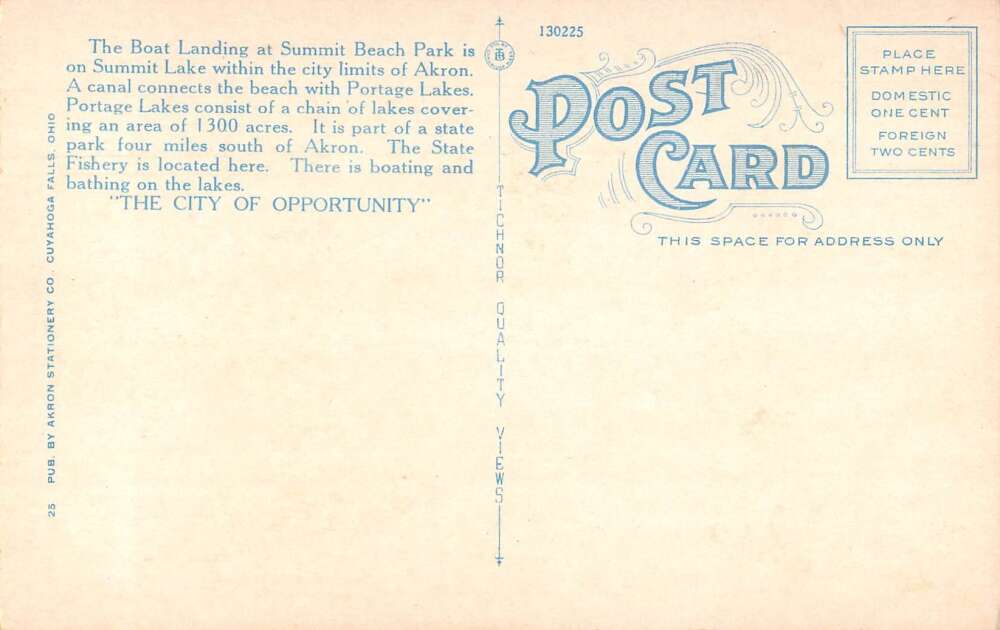 The Boat Landing at Summit Beach Park is
on Summit Lake within the city limits of Akron.
A canal connects the beach with Portage Lakes.
Portage Lakes consist of a chain of lakes cover-
ing an area of 1300 acres. It is part of a state
park four miles south of Akron. The State
Fishery is located here. There is boating and
bathing on the lakes.
"THE CITY OF OPPORTUNITY"
25 PUB. BY AKRON STATIONERY CO., CUYAHOGA FALLS, OHIO
TICHNOR QUALITY VIEWS
130225
POST
CARD
THIS SPACE FOR ADDRESS ONLY
PLACE
STAMP HERE
DOMESTIC
ONE CENT
FOREIGN
TWO CENTS